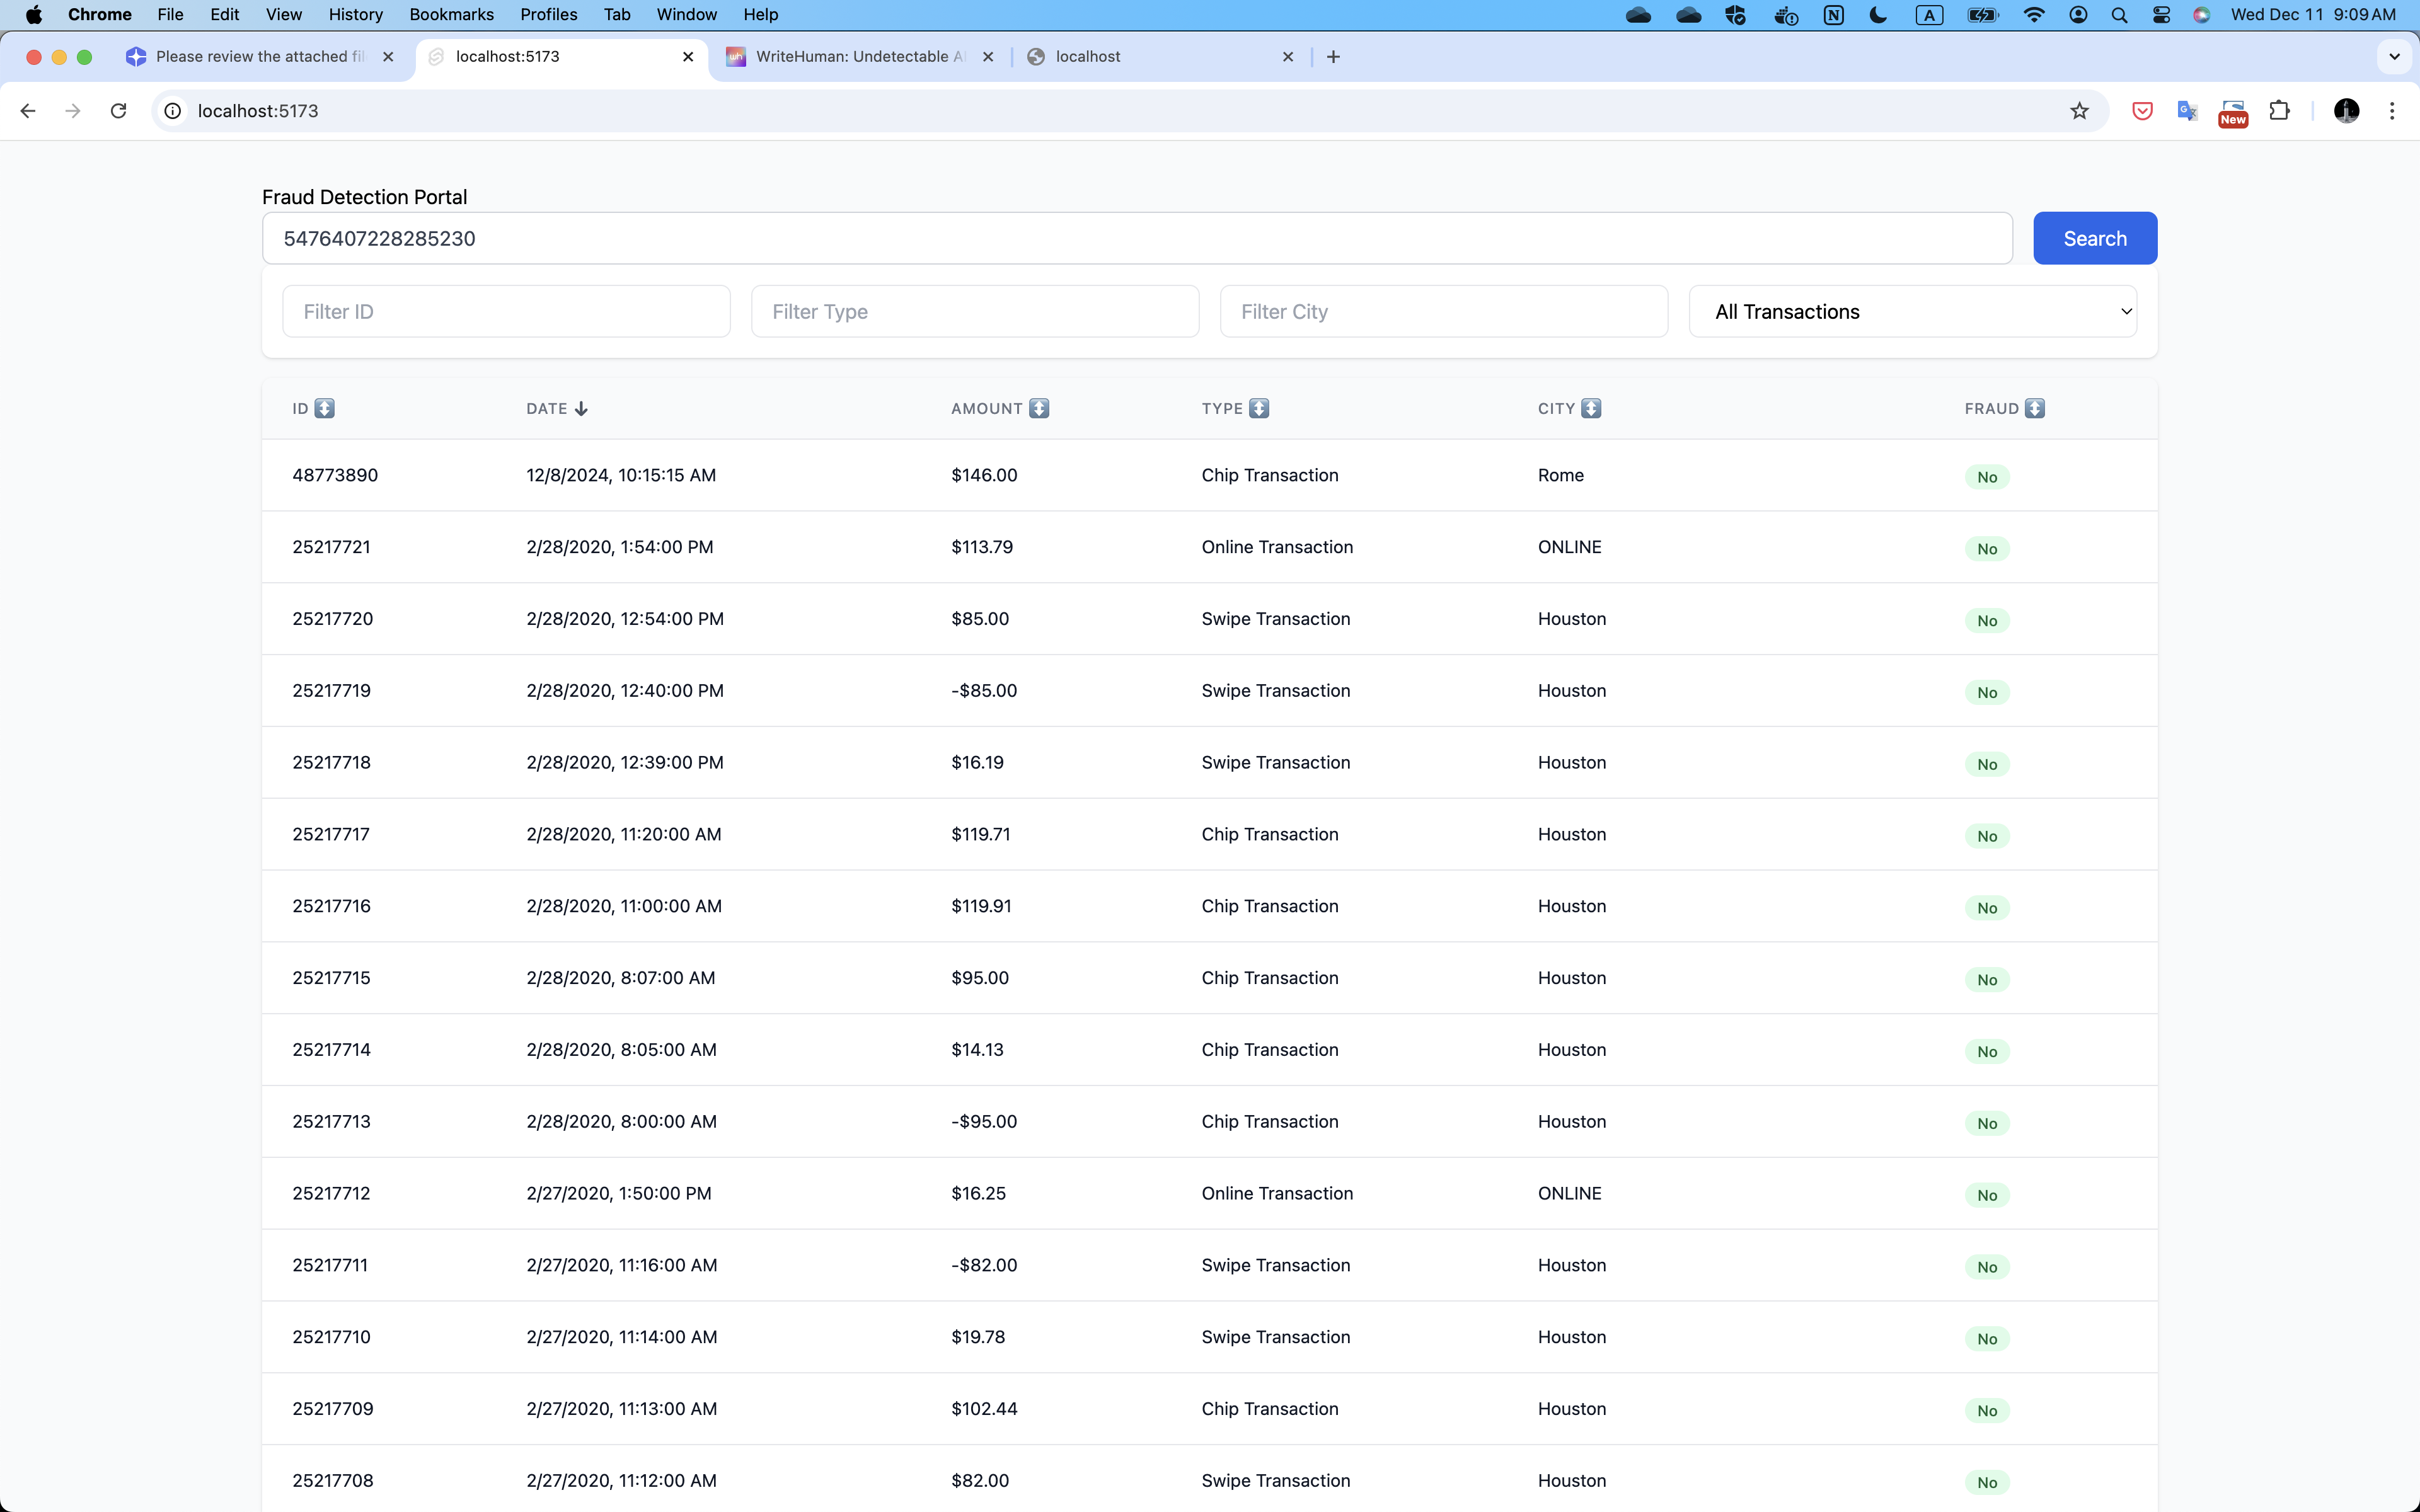 Chrome File Edit View History Bookmarks Profiles Tab Window Help A Wed Dec 11 9:09 AM
Please review the attached fil localhost:5173 WriteHuman: Undetectable A localhost
localhost:5173 New
Fraud Detection Portal
5476407228285230 Search
Filter ID Filter Type Filter City All Transactions
ID DATE AMOUNT TYPE CITY FRAUD
48773890 12/8/2024, 10:15:15 AM $146.00 Chip Transaction Rome No
25217721 2/28/2020, 1:54:00 PM $113.79 Online Transaction ONLINE No
25217720 2/28/2020, 12:54:00 PM $85.00 Swipe Transaction Houston No
25217719 2/28/2020, 12:40:00 PM -$85.00 Swipe Transaction Houston No
25217718 2/28/2020, 12:39:00 PM $16.19 Swipe Transaction Houston No
25217717 2/28/2020, 11:20:00 AM $119.71 Chip Transaction Houston No
25217716 2/28/2020, 11:00:00 AM $119.91 Chip Transaction Houston No
25217715 2/28/2020, 8:07:00 AM $95.00 Chip Transaction Houston No
25217714 2/28/2020, 8:05:00 AM $14.13 Chip Transaction Houston No
25217713 2/28/2020, 8:00:00 AM -$95.00 Chip Transaction Houston No
25217712 2/27/2020, 1:50:00 PM $16.25 Online Transaction ONLINE No
25217711 2/27/2020, 11:16:00 AM -$82.00 Swipe Transaction Houston No
25217710 2/27/2020, 11:14:00 AM $19.78 Swipe Transaction Houston No
25217709 2/27/2020, 11:13:00 AM $102.44 Chip Transaction Houston No
25217708 2/27/2020, 11:12:00 AM $82.00 Swipe Transaction Houston No